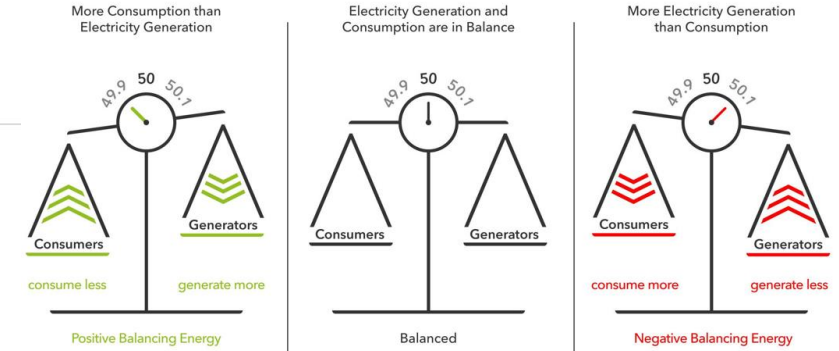 More Consumption than
Electricity Generation
49.9 50 50.1
Consumers
Generators
consume less
generate more
Positive Balancing Energy
Electricity Generation and
Consumption are in Balance
49.9 50 50.1
Consumers
Generators
Balanced
More Electricity Generation
than Consumption
49.9 50 50.1
Consumers
Generators
consume more
generate less
Negative Balancing Energy